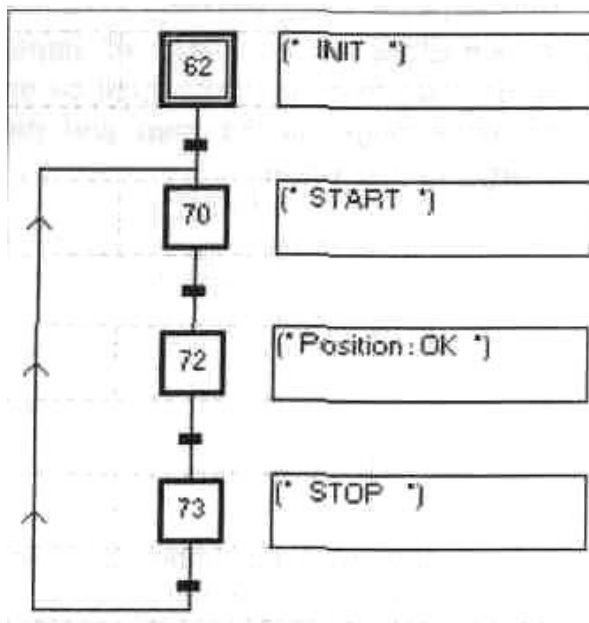 62 (* INIT *)
70 (* START *)
72 (* Position:OK *)
73 (* STOP *)